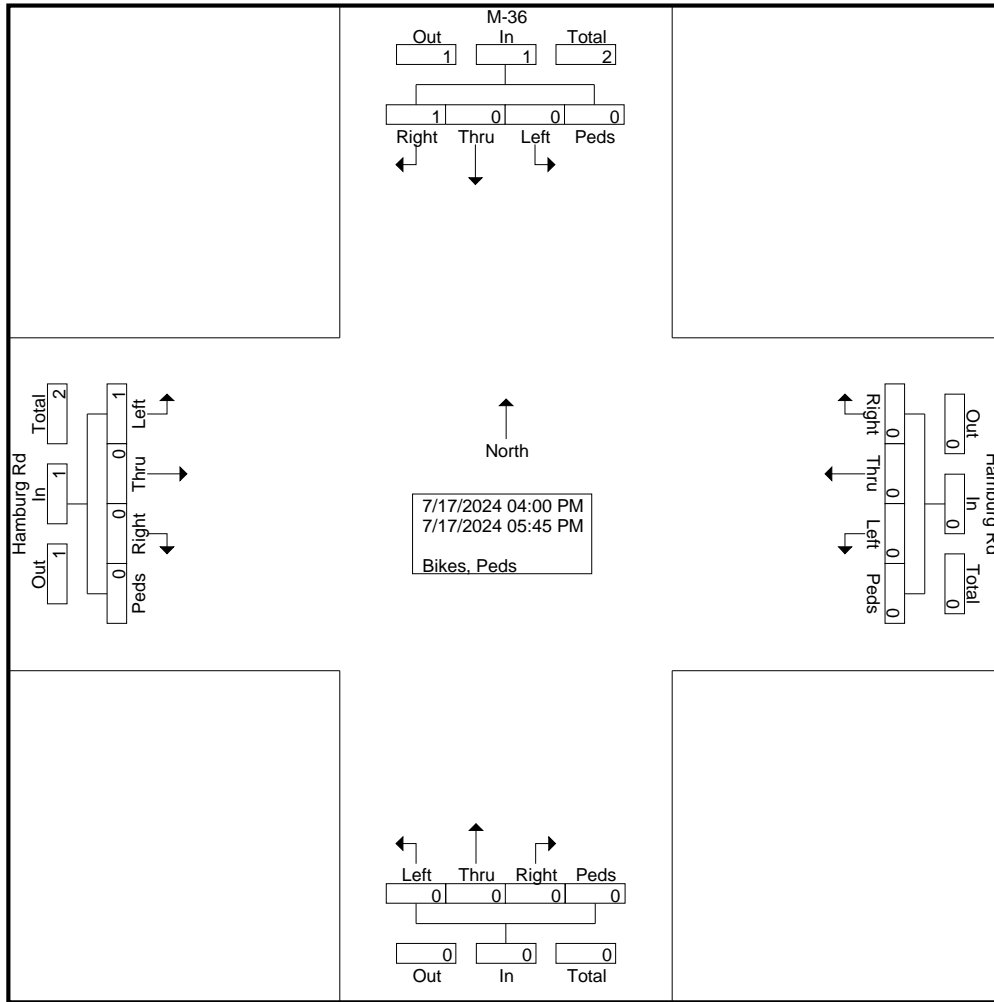 M-36
Out In Total
1 1 2
1 0 0 0
Right Thru Left Peds
Hamburg Rd
Total In Out
2 1 1
1 0 0 0
Left Thru Right Peds
North
7/17/2024 04:00 PM
7/17/2024 05:45 PM
Bikes, Peds
Right Thru Left Peds
0 0 0 0
Out In Total
0 0 0
Hamburg Rd
Left Thru Right Peds
0 0 0 0
0 0 0
Out In Total